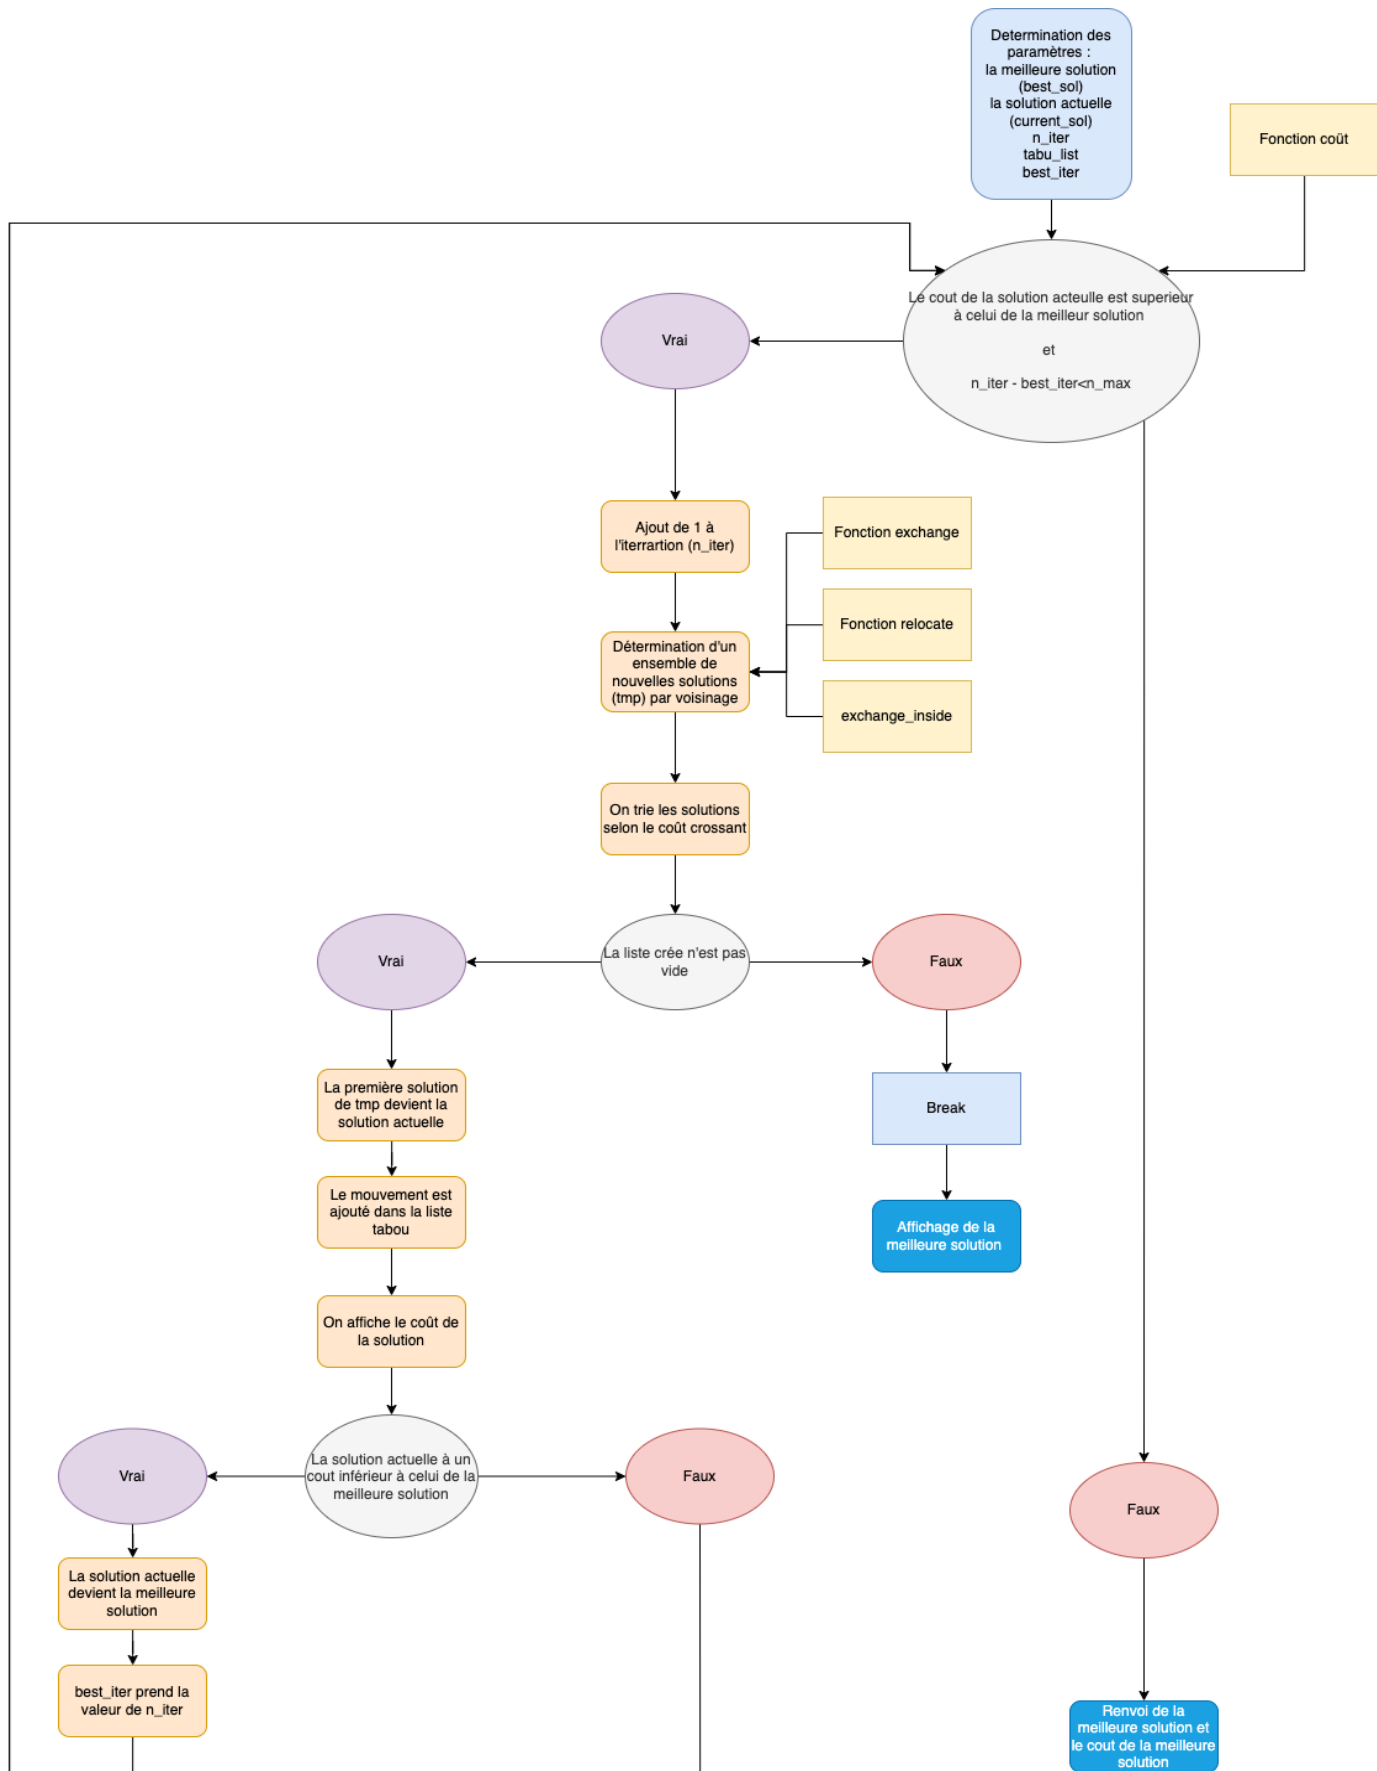 Determination des
paramètres :
la meilleure solution
(best_sol)
la solution actuelle
(current_sol)
n_iter
tabu_list
best_iter
Fonction coüt
Le cout de la solution acteulle est superieur
à celui de la meilleur solution
et
n_iter - best_iter<n_max
Vrai
Ajout de 1 à
l'iterrartion (n_iter)
Fonction exchange
Fonction relocate
Détermination d'un
ensemble de
nouvelles solutions
(tmp) par voisinage
exchange_inside
On trie les solutions
selon le coût crossant
Vrai
La liste crée n'est pas
vide
Faux
La première solution
de tmp devient la
solution actuelle
Break
Le mouvement est
ajouté dans la liste
tabou
Affichage de la
meilleure solution
On affiche le coût de
la solution
Vrai
La solution actuelle à un
cout inférieur à celui de la
meilleure solution
Faux
Faux
La solution actuelle
devient la meilleure
solution
best_iter prend la
valeur de n_iter
Renvoi de la
meilleure solution et
le cout de la meilleure
solution